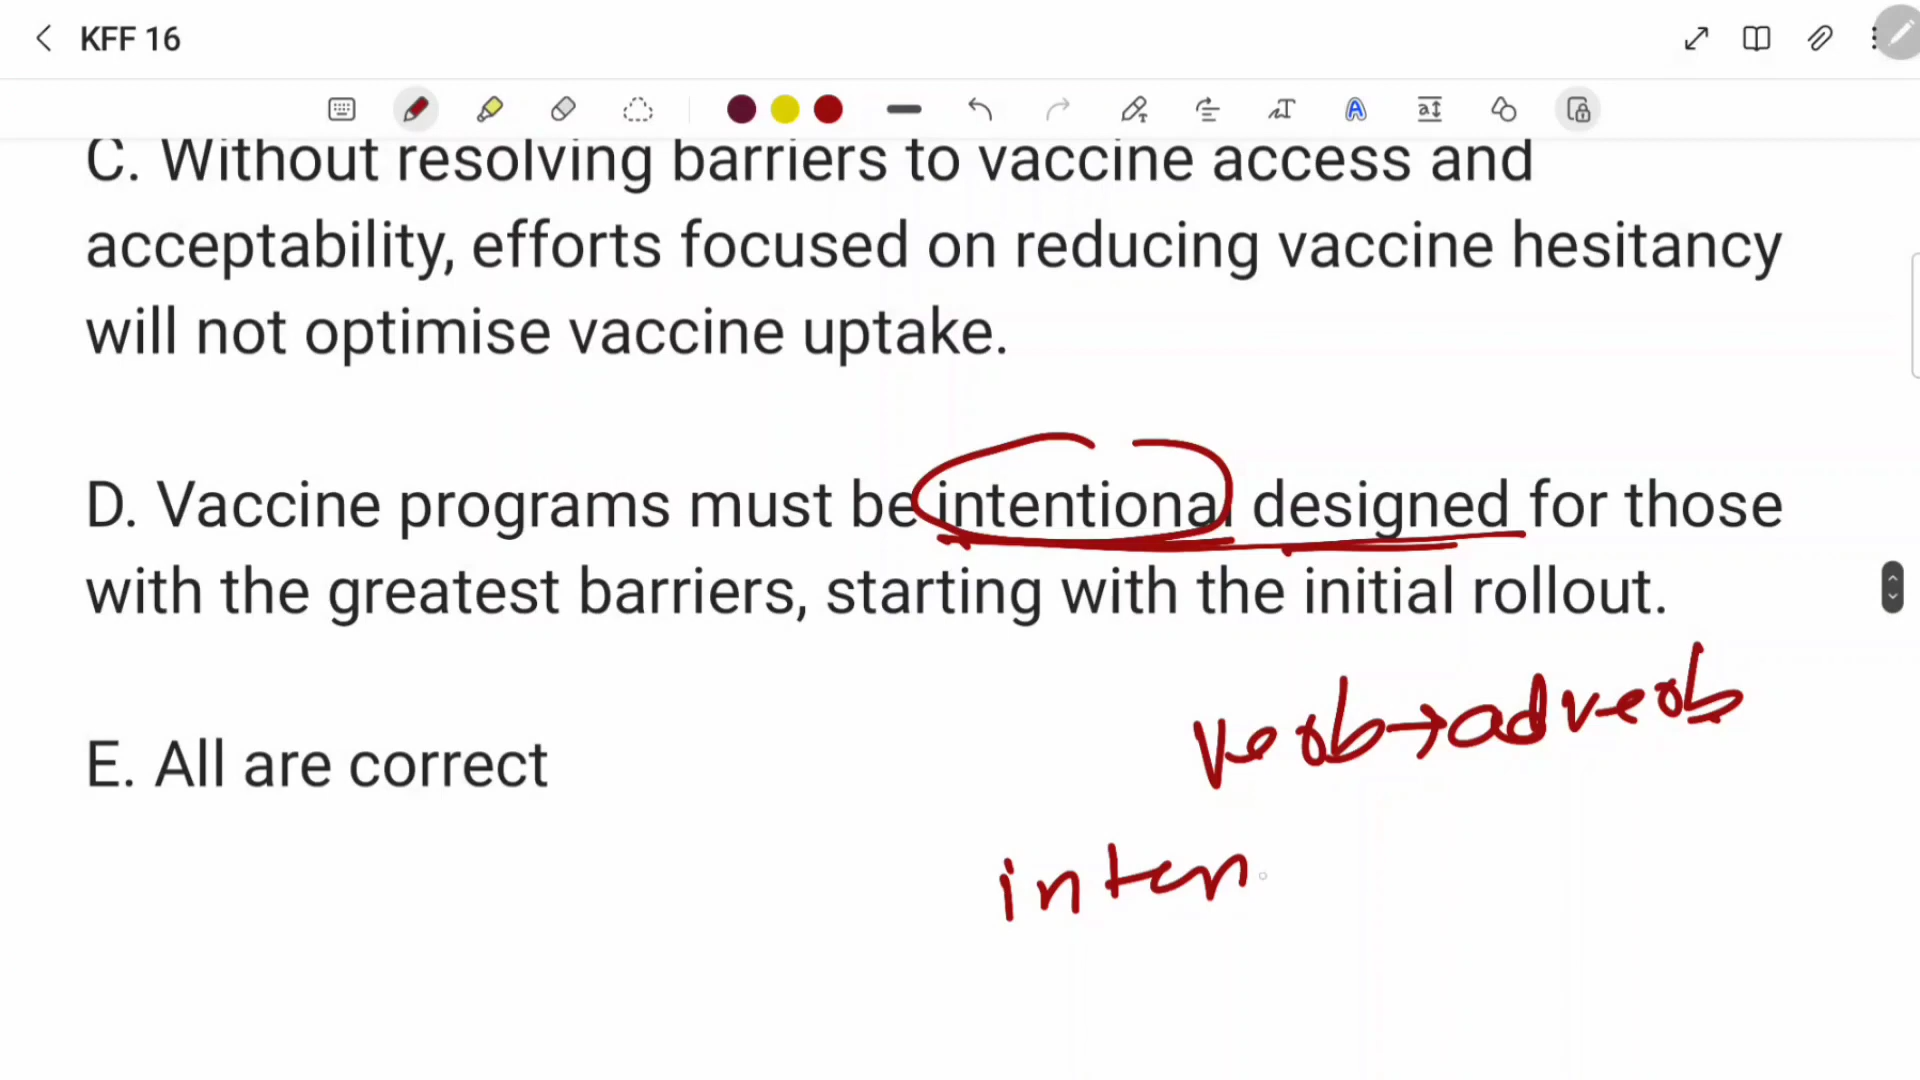 KFF 16
C. Without resolving barriers to vaccine access and
acceptability, efforts focused on reducing vaccine hesitancy
will not optimise vaccine uptake.
D. Vaccine programs must be intentional designed for those
with the greatest barriers, starting with the initial rollout.
verb→adverb
E. All are correct
inten